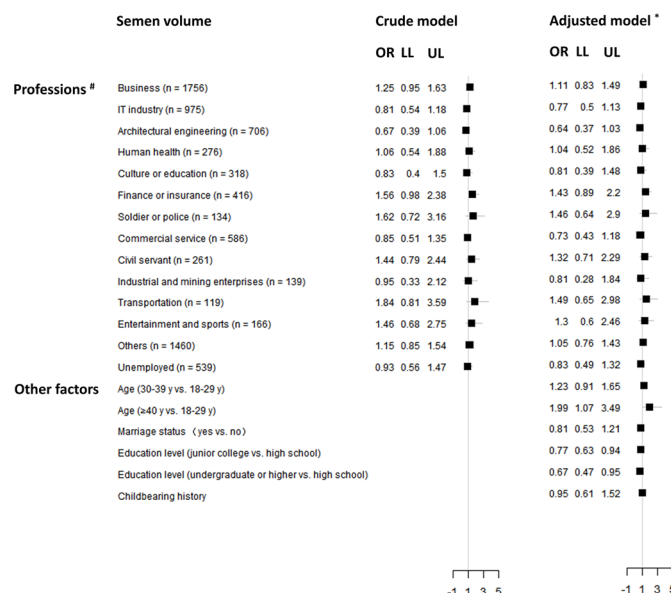 Semen volume Crude model Adjusted model *
OR LL UL OR LL UL
Professions #
Business (n = 1756) 1.25 0.95 1.63 1.11 0.83 1.49
IT industry (n = 975) 0.81 0.54 1.18 0.77 0.5 1.13
Architectural engineering (n = 706) 0.67 0.39 1.06 0.64 0.37 1.03
Human health (n = 276) 1.06 0.54 1.88 1.04 0.52 1.86
Culture or education (n = 318) 0.83 0.4 1.5 0.81 0.39 1.48
Finance or insurance (n = 416) 1.56 0.98 2.38 1.43 0.89 2.2
Soldier or police (n = 134) 1.62 0.72 3.16 1.46 0.64 2.9
Commercial service (n = 586) 0.85 0.51 1.35 0.73 0.43 1.18
Civil servant (n = 261) 1.44 0.79 2.44 1.32 0.71 2.29
Industrial and mining enterprises (n = 139) 0.95 0.33 2.12 0.81 0.28 1.84
Transportation (n = 119) 1.84 0.81 3.59 1.49 0.65 2.98
Entertainment and sports (n = 166) 1.46 0.68 2.75 1.3 0.6 2.46
Others (n = 1460) 1.15 0.85 1.54 1.05 0.76 1.43
Unemployed (n = 539) 0.93 0.56 1.47 0.83 0.49 1.32
Other factors
Age (30-39 y vs. 18-29 y) 1.23 0.91 1.65
Age (≥40 y vs. 18-29 y) 1.99 1.07 3.49
Marriage status （yes vs. no） 0.81 0.53 1.21
Education level (junior college vs. high school) 0.77 0.63 0.94
Education level (undergraduate or higher vs. high school) 0.67 0.47 0.95
Childbearing history 0.95 0.61 1.52
-1 1 3 5 -1 1 3 5